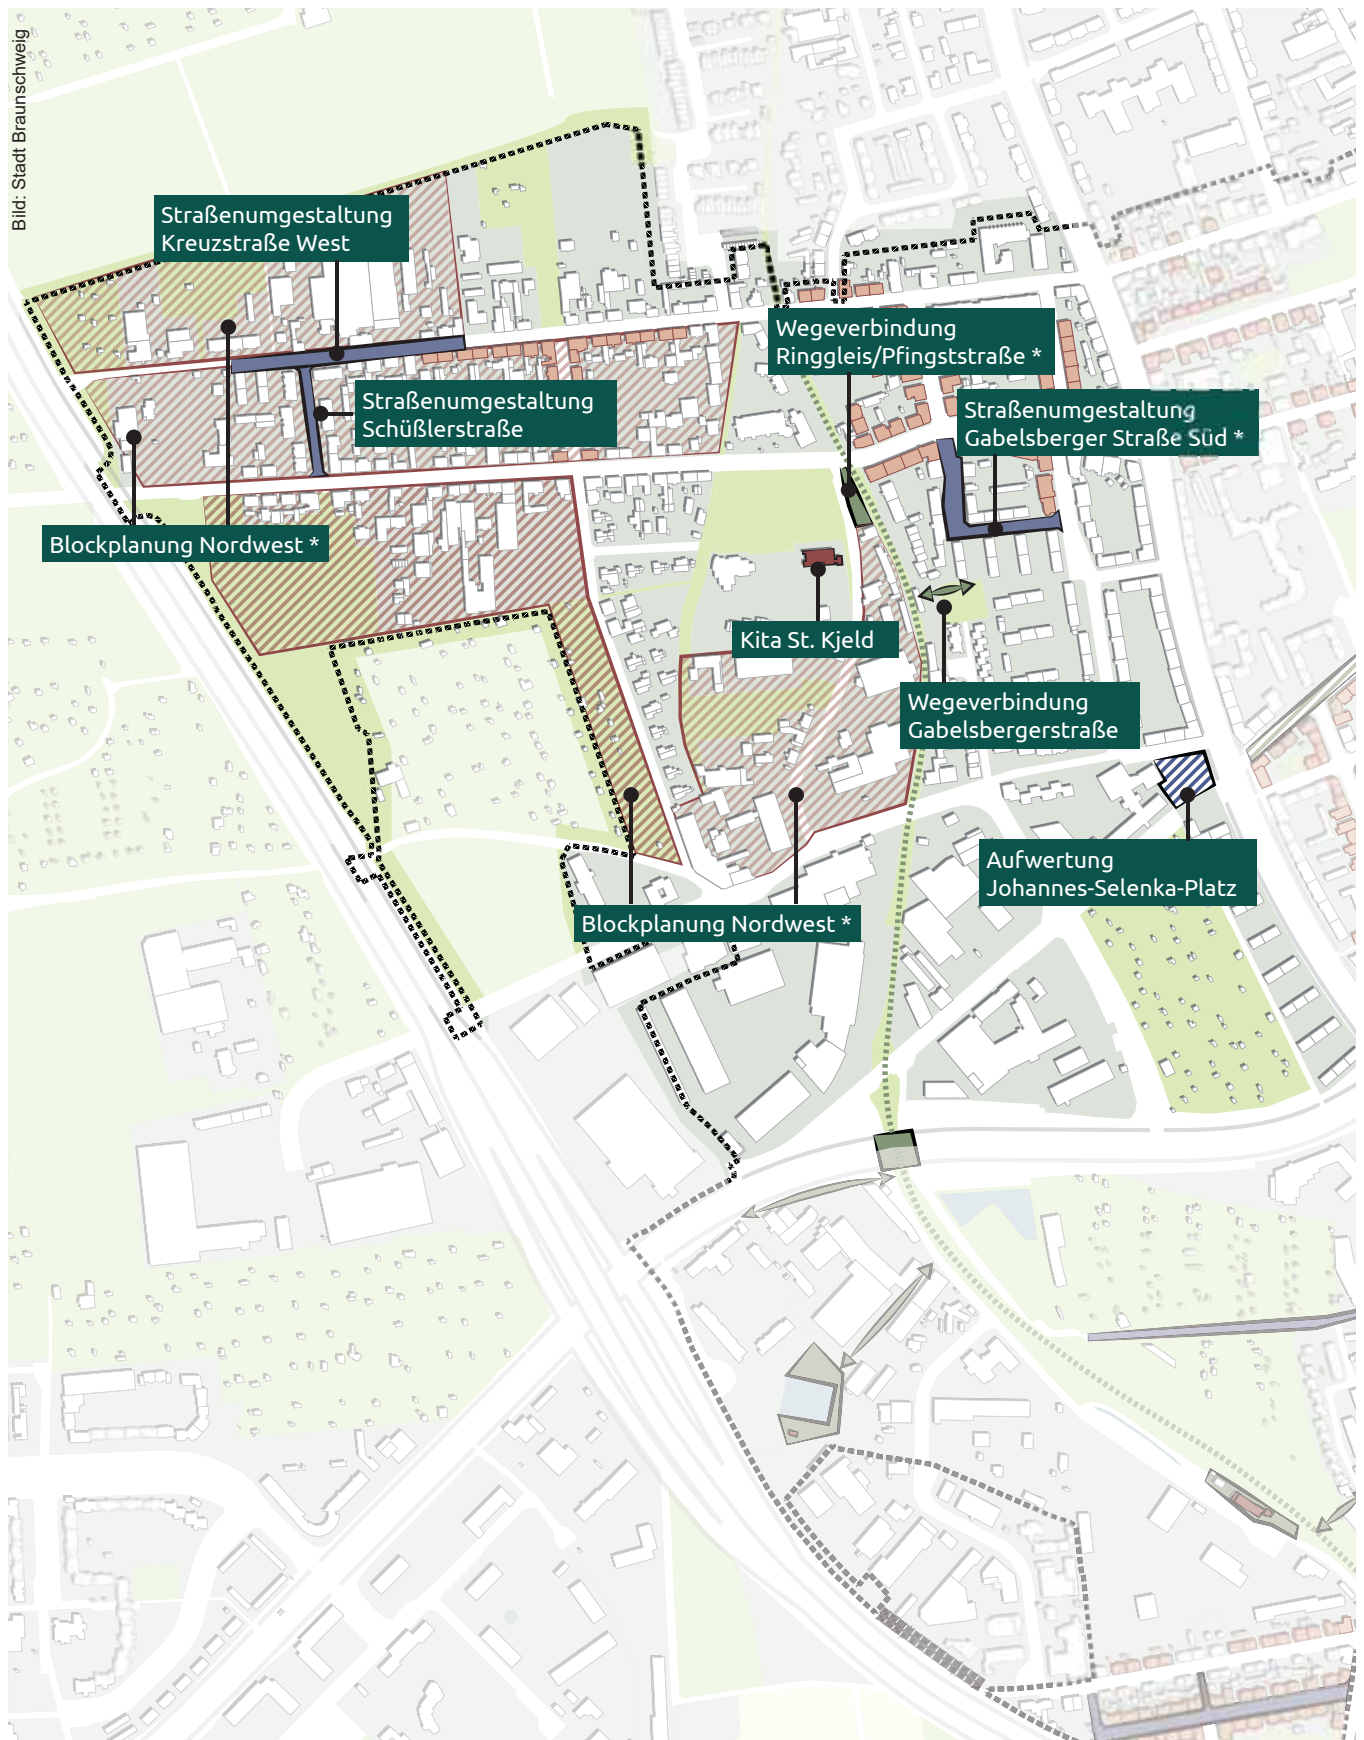 Bild: Stadt Braunschweig
Straßenumgestaltung
Kreuzstraße West
Wegeverbindung
Ringgleis/Pfingststraße *
Straßenumgestaltung
Schüßlerstraße
Straßenumgestaltung
Gabelsberger Straße Süd *
Blockplanung Nordwest *
Kita St. Kjeld
Wegeverbindung
Gabelsbergerstraße
Aufwertung
Johannes-Selenka-Platz
Blockplanung Nordwest *